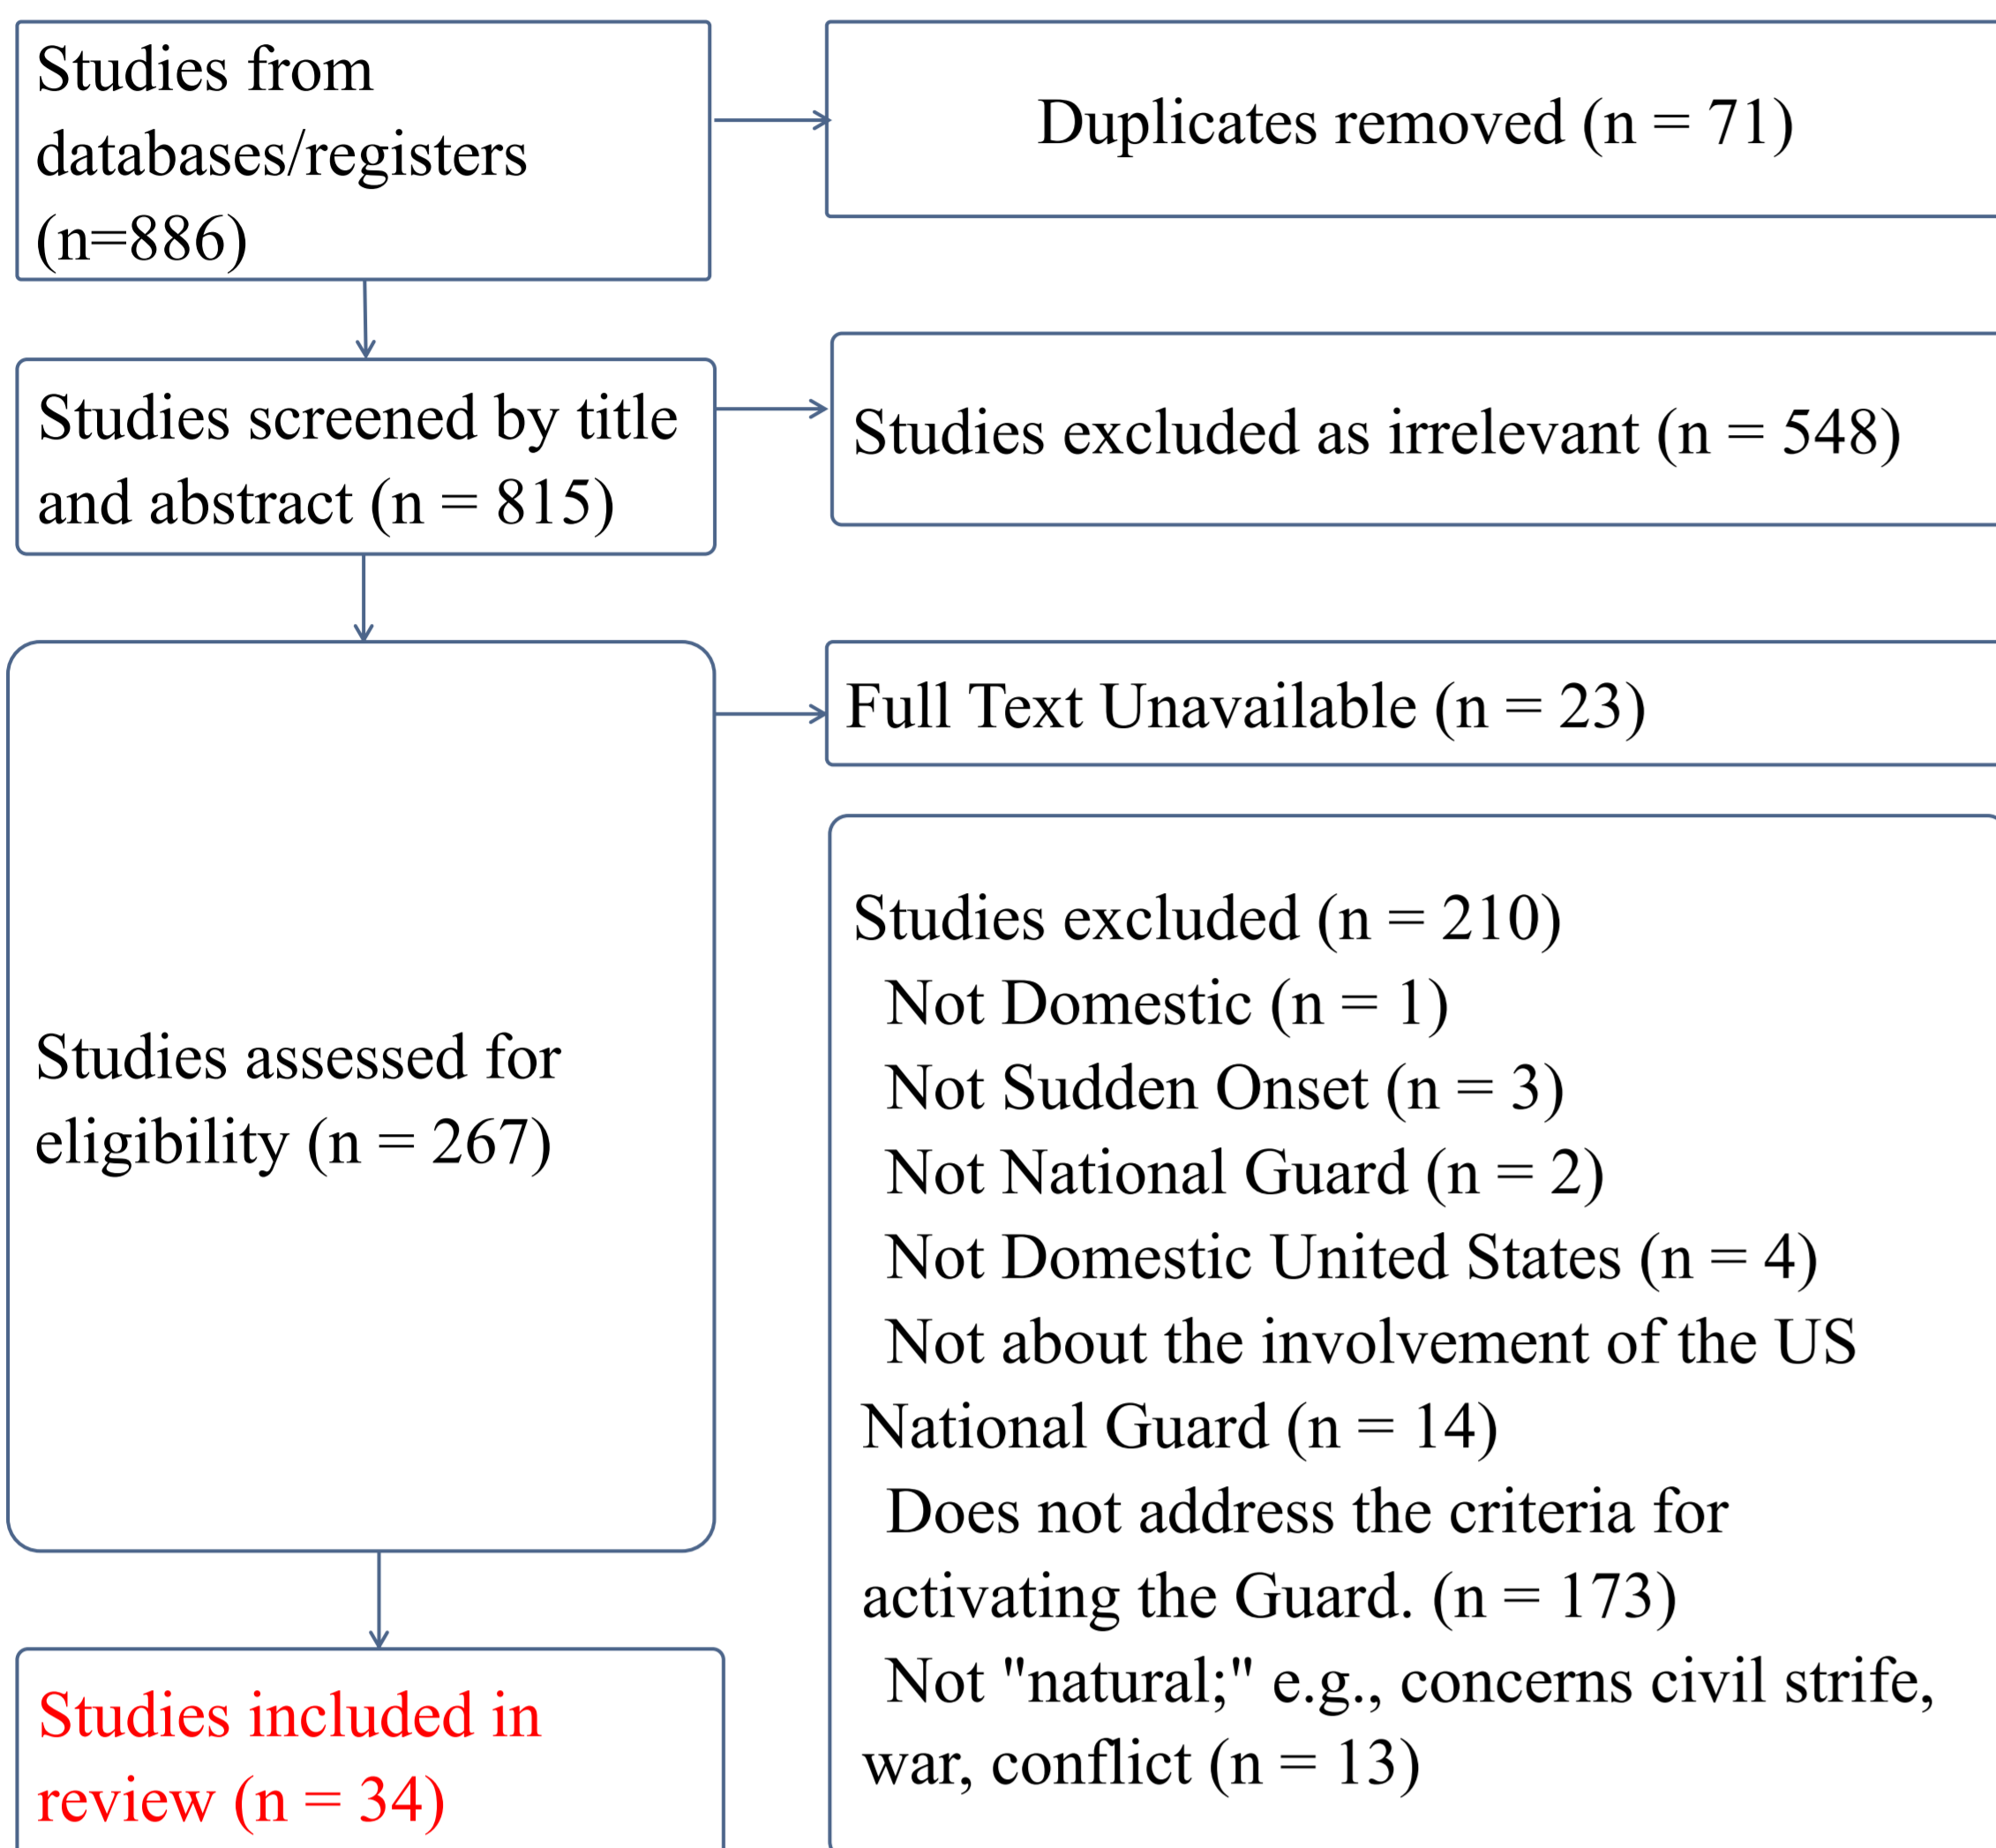 Studies from
databases/registers
(n=886)
Duplicates removed (n = 71)
Studies screened by title
and abstract (n = 815)
Studies excluded as irrelevant (n = 548)
Studies assessed for
eligibility (n = 267)
Full Text Unavailable (n = 23)
Studies excluded (n = 210)
Not Domestic (n = 1)
Not Sudden Onset (n = 3)
Not National Guard (n = 2)
Not Domestic United States (n = 4)
Not about the involvement of the US
National Guard (n = 14)
Does not address the criteria for
activating the Guard. (n = 173)
Not "natural;" e.g., concerns civil strife,
war, conflict (n = 13)
Studies included in
review (n = 34)